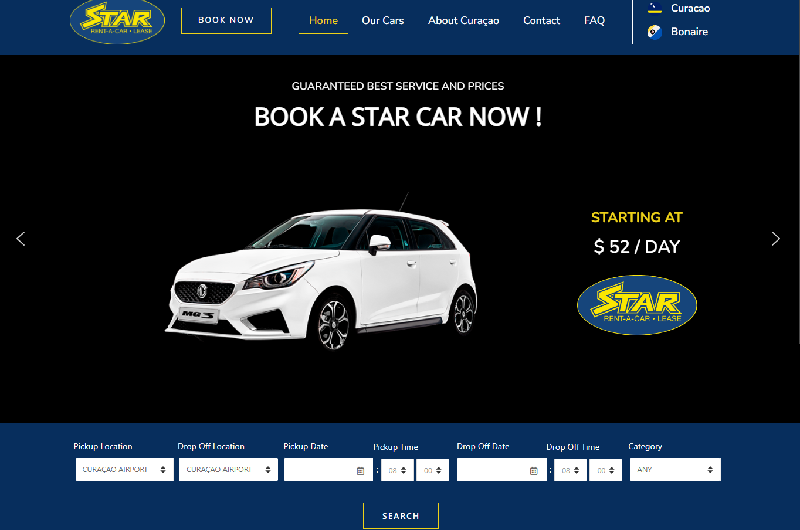 STAR
RENT-A-CAR • LEASE
BOOK NOW
Home
Our Cars
About Curaçao
Contact
FAQ
Curacao
Bonaire
GUARANTEED BEST SERVICE AND PRICES
BOOK A STAR CAR NOW !
STARTING AT
$ 52 / DAY
STAR
RENT-A-CAR • LEASE
MG 3
Pickup Location
Drop Off Location
Pickup Date
Pickup Time
Drop Off Date
Drop Off Time
Category
CURAÇAO AIRPORT
CURAÇAO AIRPORT
:
08
00
:
08
00
ANY
SEARCH